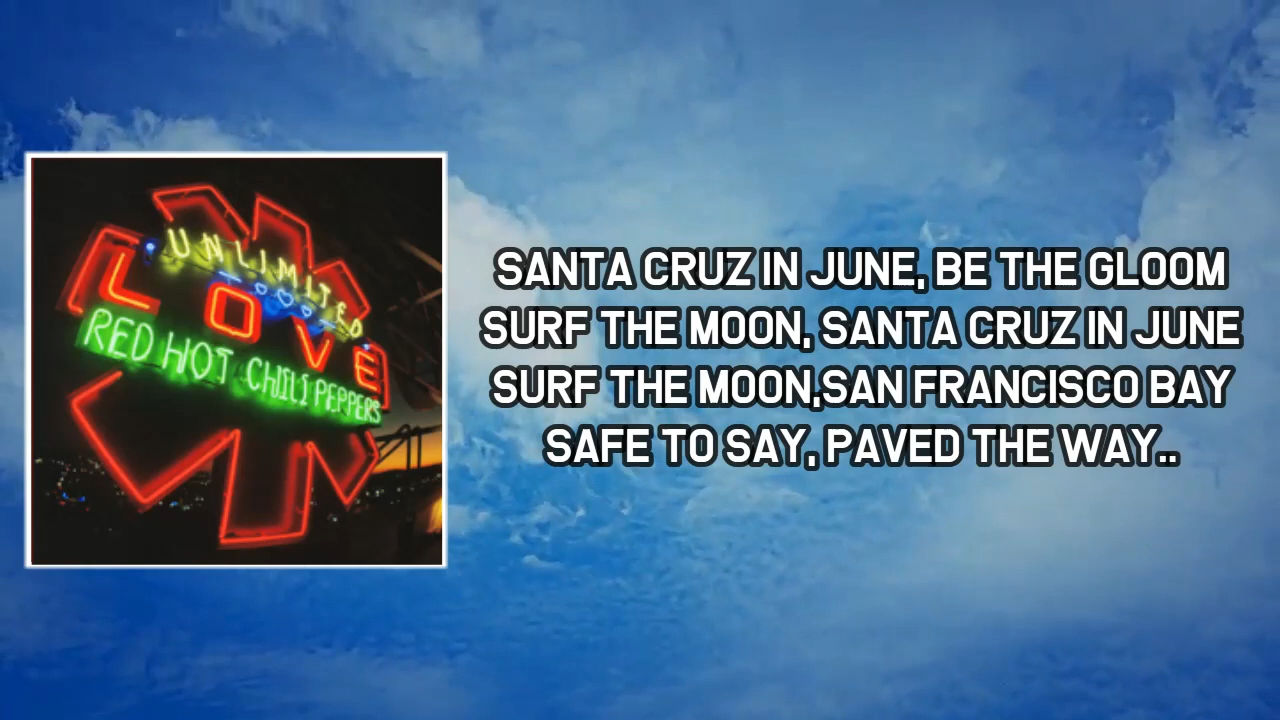 UNLIMITED
LOVE
RED HOT CHILI PEPPERS
SANTA CRUZ IN JUNE, BE THE GLOOM
SURF THE MOON, SANTA CRUZ IN JUNE
SURF THE MOON,SAN FRANCISCO BAY
SAFE TO SAY, PAVED THE WAY..